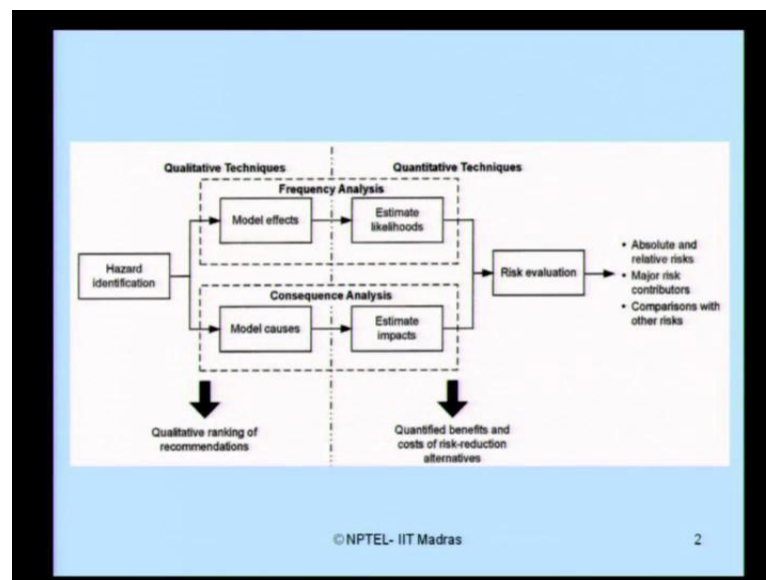 Qualitative Techniques
Quantitative Techniques
Frequency Analysis
Model effects
Estimate
likelihoods
Hazard
identification
Risk evaluation
• Absolute and
relative risks
• Major risk
contributors
• Comparisons with
other risks
Consequence Analysis
Model causes
Estimate
impacts
Qualitative ranking of
recommendations
Quantified benefits and
costs of risk-reduction
alternatives
©NPTEL- IIT Madras
2